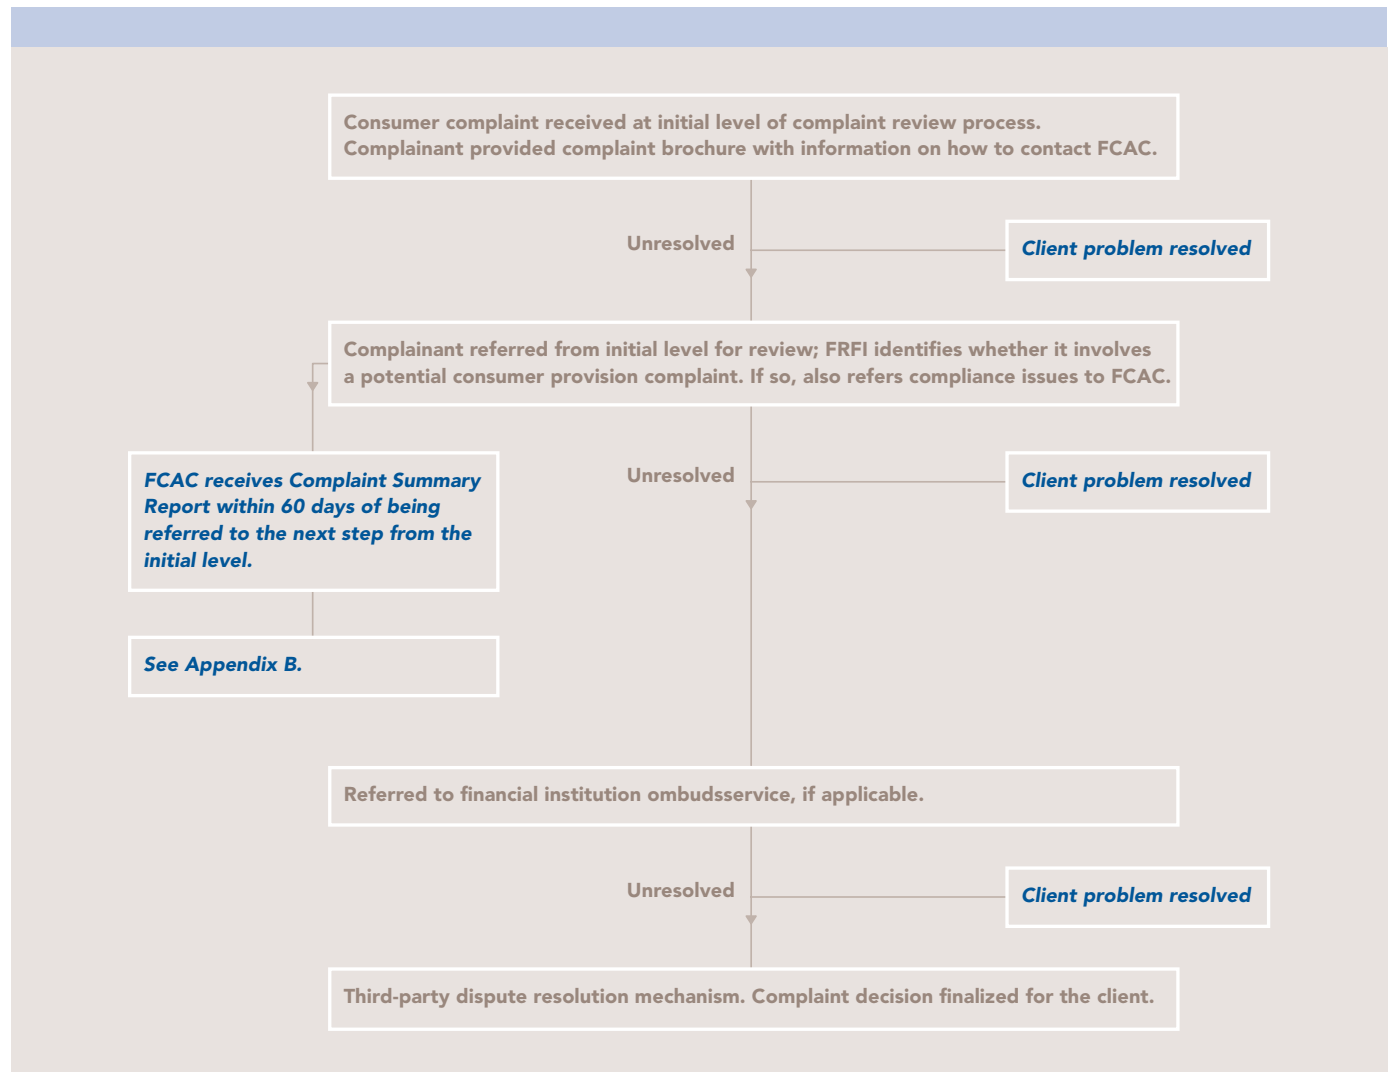 Consumer complaint received at initial level of complaint review process.
Complainant provided complaint brochure with information on how to contact FCAC.
Unresolved
Client problem resolved
Complainant referred from initial level for review; FRFI identifies whether it involves
a potential consumer provision complaint. If so, also refers compliance issues to FCAC.
FCAC receives Complaint Summary
Report within 60 days of being
referred to the next step from the
initial level.
Unresolved
Client problem resolved
See Appendix B.
Referred to financial institution ombudsservice, if applicable.
Unresolved
Client problem resolved
Third-party dispute resolution mechanism. Complaint decision finalized for the client.